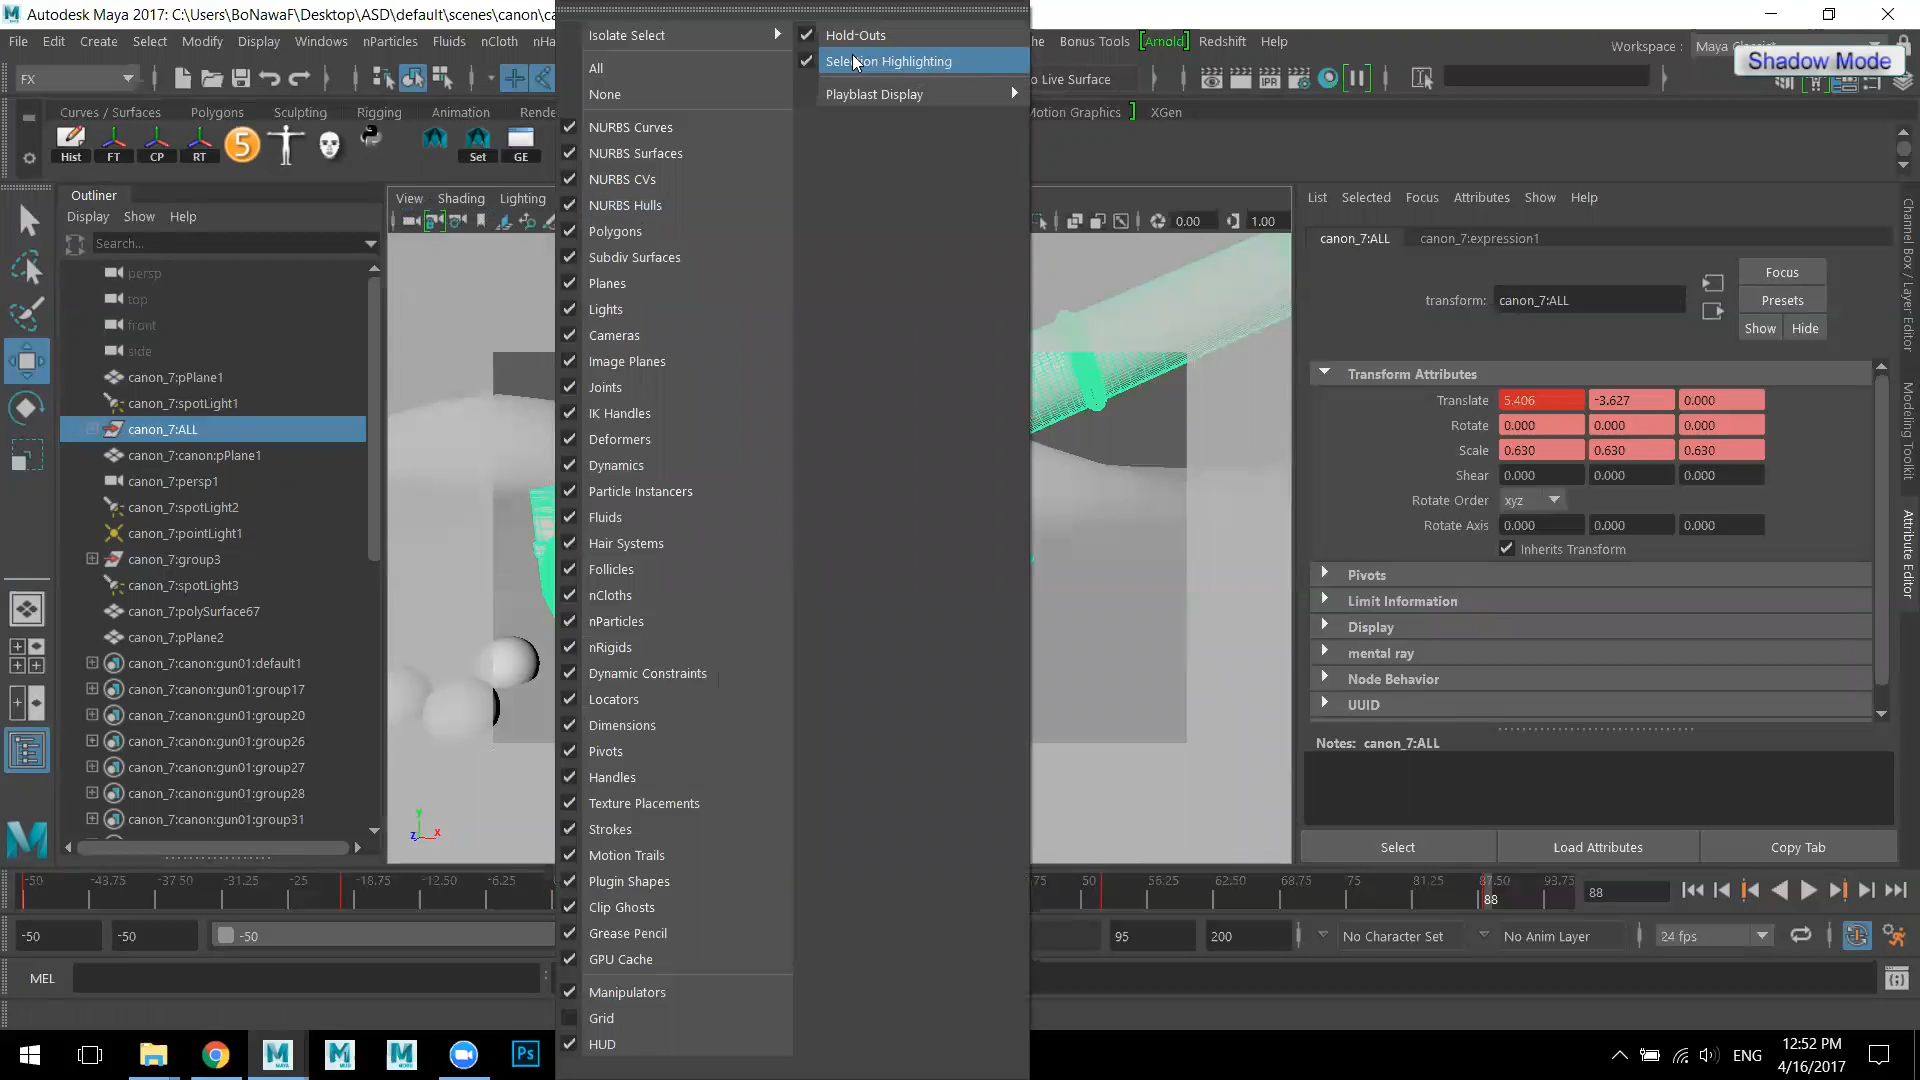 Autodesk Maya 2017: C:\Users\BoNawaF\Desktop\ASD\default\scenes\canon\ca
File Edit Create Select Modify Display Windows nParticles Fluids nCloth nHa
Bonus Tools [Arnold] Redshift Help
Workspace :
Shadow Mode
FX
o Live Surface
IPR
Curves / Surfaces Polygons Sculpting Rigging Animation Rende
Motion Graphics XGen
Hist FT CP RT 5 Set GE
Outliner
Display Show Help
Search...
persp
top
front
side
canon_7:pPlane1
canon_7:spotLight1
canon_7:ALL
canon_7:canon:pPlane1
canon_7:persp1
canon_7:spotLight2
canon_7:pointLight1
canon_7:group3
canon_7:spotLight3
canon_7:polySurface67
canon_7:pPlane2
canon_7:canon:gun01:default1
canon_7:canon:gun01:group17
canon_7:canon:gun01:group20
canon_7:canon:gun01:group26
canon_7:canon:gun01:group27
canon_7:canon:gun01:group28
canon_7:canon:gun01:group31
View Shading Lighting
0.00 1.00
y
z x
Isolate Select
All
None
NURBS Curves
NURBS Surfaces
NURBS CVs
NURBS Hulls
Polygons
Subdiv Surfaces
Planes
Lights
Cameras
Image Planes
Joints
IK Handles
Deformers
Dynamics
Particle Instancers
Fluids
Hair Systems
Follicles
nCloths
nParticles
nRigids
Dynamic Constraints
Locators
Dimensions
Pivots
Handles
Texture Placements
Strokes
Motion Trails
Plugin Shapes
Clip Ghosts
Grease Pencil
GPU Cache
Manipulators
Grid
HUD
Hold-Outs
Selection Highlighting
Playblast Display
List Selected Focus Attributes Show Help
canon_7:ALL canon_7:expression1
transform: canon_7:ALL
Focus
Presets
Show Hide
Transform Attributes
Translate 5.406 -3.627 0.000
Rotate 0.000 0.000 0.000
Scale 0.630 0.630 0.630
Shear 0.000 0.000 0.000
Rotate Order xyz
Rotate Axis 0.000 0.000 0.000
Inherits Transform
Pivots
Limit Information
Display
mental ray
Node Behavior
UUID
Notes: canon_7:ALL
Select Load Attributes Copy Tab
Channel Box / Layer Editor
Modeling Toolkit
Attribute Editor
-50 -43.75 -37.50 -31.25 -25 -18.75 -12.50 -6.25
75 50 56.25 62.50 68.75 75 81.25 87.50 93.75
88
88
-50 -50 -50
95 200 No Character Set No Anim Layer 24 fps
MEL
Ps
ENG
12:52 PM
4/16/2017